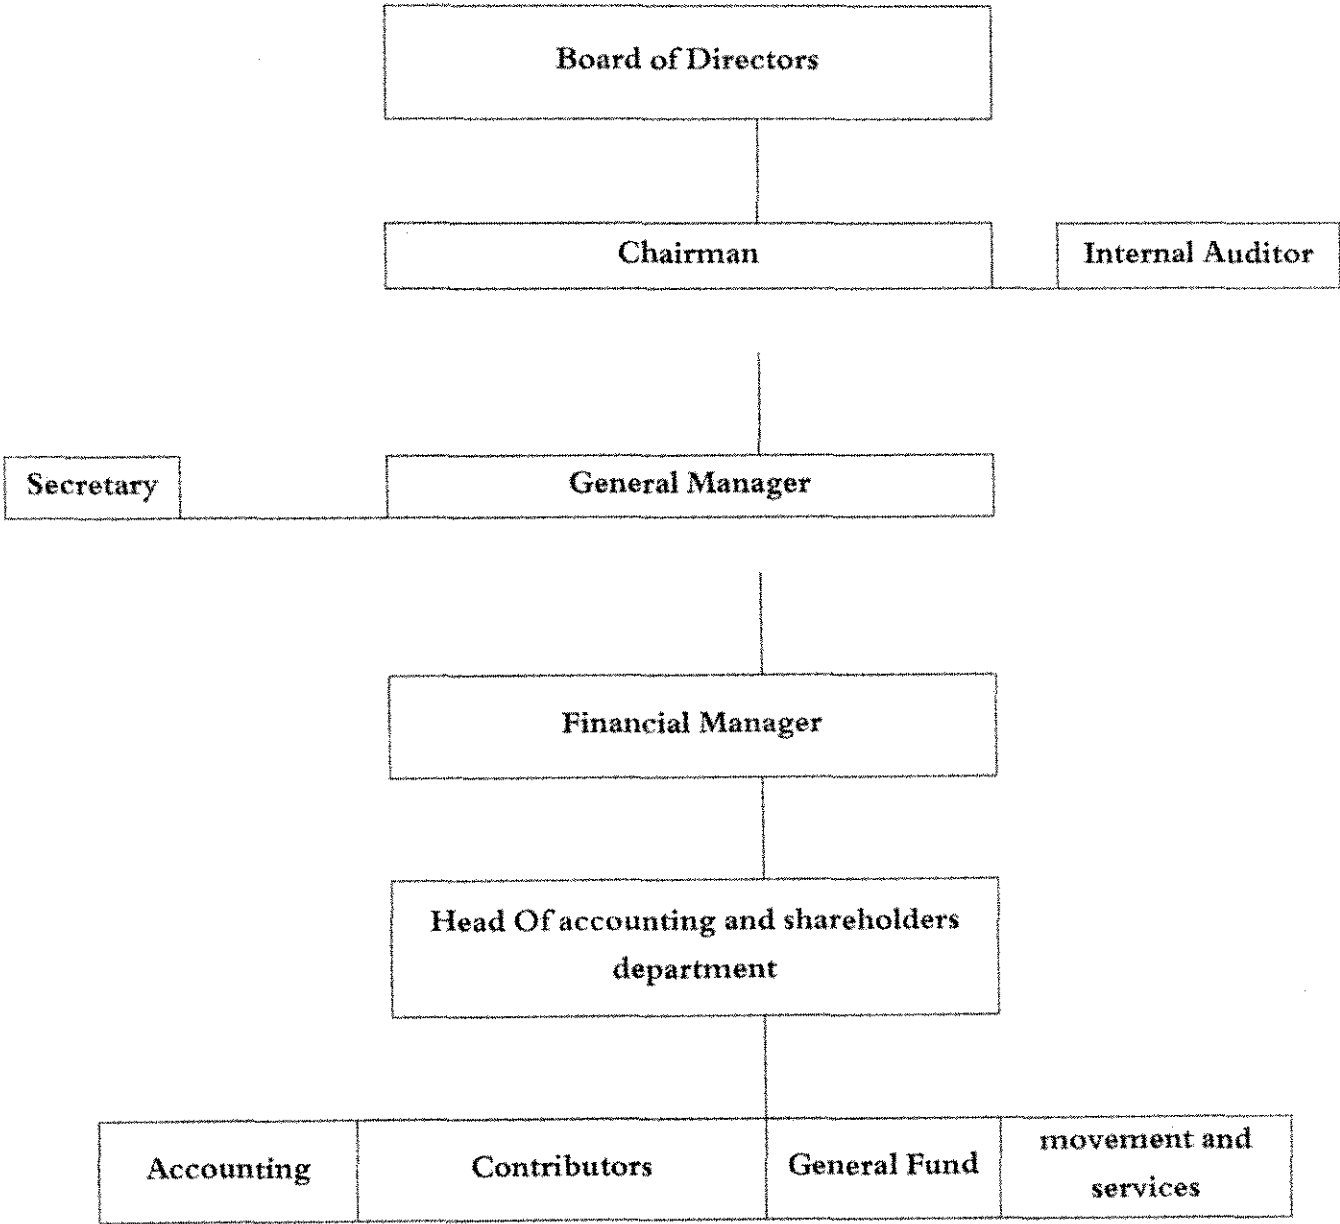 Board of Directors
Chairman
Internal Auditor
Secretary
General Manager
Financial Manager
Head Of accounting and shareholders
department
Accounting
Contributors
General Fund
movement and
services